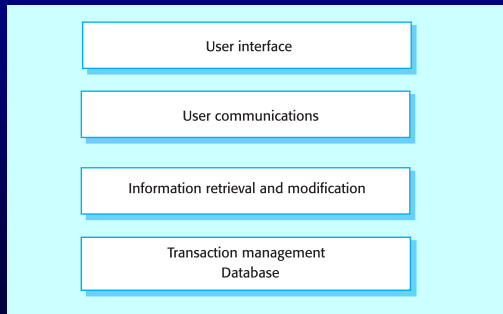 User interface
User communications
Information retrieval and modification
Transaction management
Database